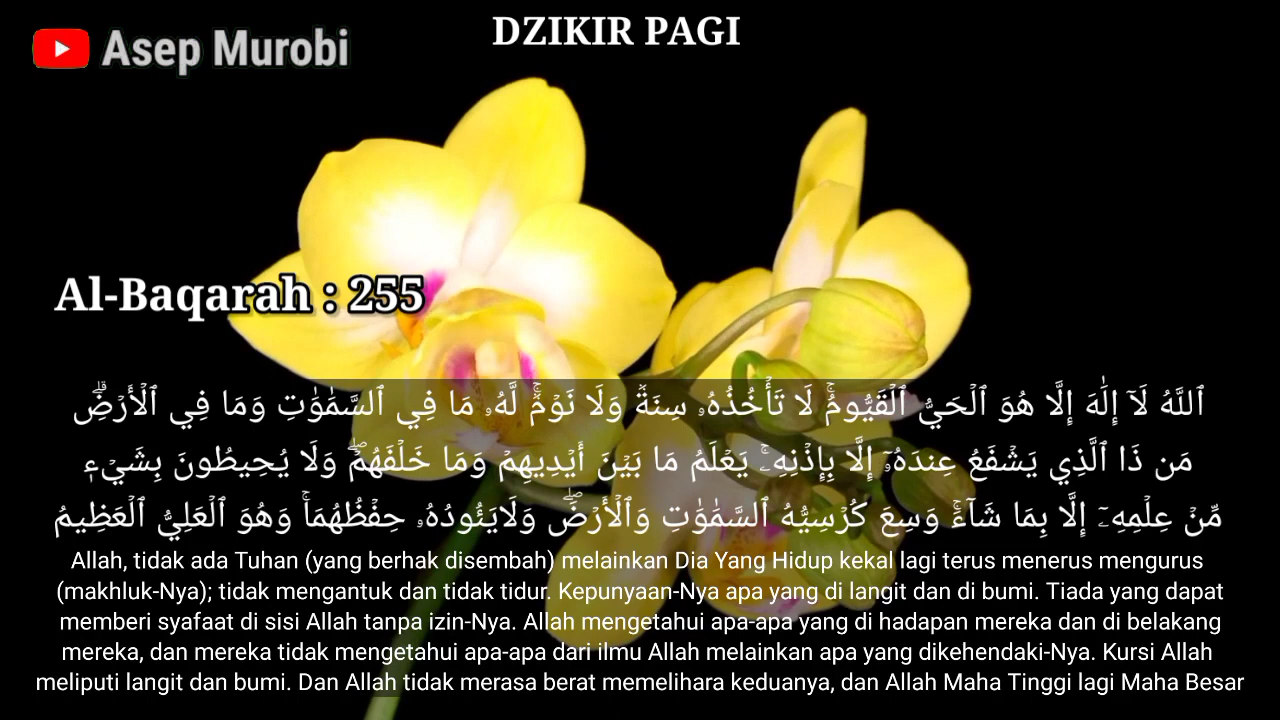 DZIKIR PAGI
Asep Murobi
Al-Baqarah : 255
ٱللَّهُ لَآ إِلَٰهَ إِلَّا هُوَ ٱلْحَيُّ ٱلْقَيُّومُ ۚ لَا تَأْخُذُهُۥ سِنَةٌ وَلَا نَوْمٌ ۚ لَّهُۥ مَا فِي ٱلسَّمَٰوَٰتِ وَمَا فِي ٱلْأَرْضِ ۗ
مَن ذَا ٱلَّذِي يَشْفَعُ عِندَهُۥٓ إِلَّا بِإِذْنِهِۦ ۚ يَعْلَمُ مَا بَيْنَ أَيْدِيهِمْ وَمَا خَلْفَهُمْ ۖ وَلَا يُحِيطُونَ بِشَيْءٍ
مِّنْ عِلْمِهِۦٓ إِلَّا بِمَا شَآءَ ۚ وَسِعَ كُرْسِيُّهُ ٱلسَّمَٰوَٰتِ وَٱلْأَرْضَ ۖ وَلَايَـُٔودُهُۥ حِفْظُهُمَا ۚ وَهُوَ ٱلْعَلِيُّ ٱلْعَظِيمُ
Allah, tidak ada Tuhan (yang berhak disembah) melainkan Dia Yang Hidup kekal lagi terus menerus mengurus
(makhluk-Nya); tidak mengantuk dan tidak tidur. Kepunyaan-Nya apa yang di langit dan di bumi. Tiada yang dapat
memberi syafaat di sisi Allah tanpa izin-Nya. Allah mengetahui apa-apa yang di hadapan mereka dan di belakang
mereka, dan mereka tidak mengetahui apa-apa dari ilmu Allah melainkan apa yang dikehendaki-Nya. Kursi Allah
meliputi langit dan bumi. Dan Allah tidak merasa berat memelihara keduanya, dan Allah Maha Tinggi lagi Maha Besar